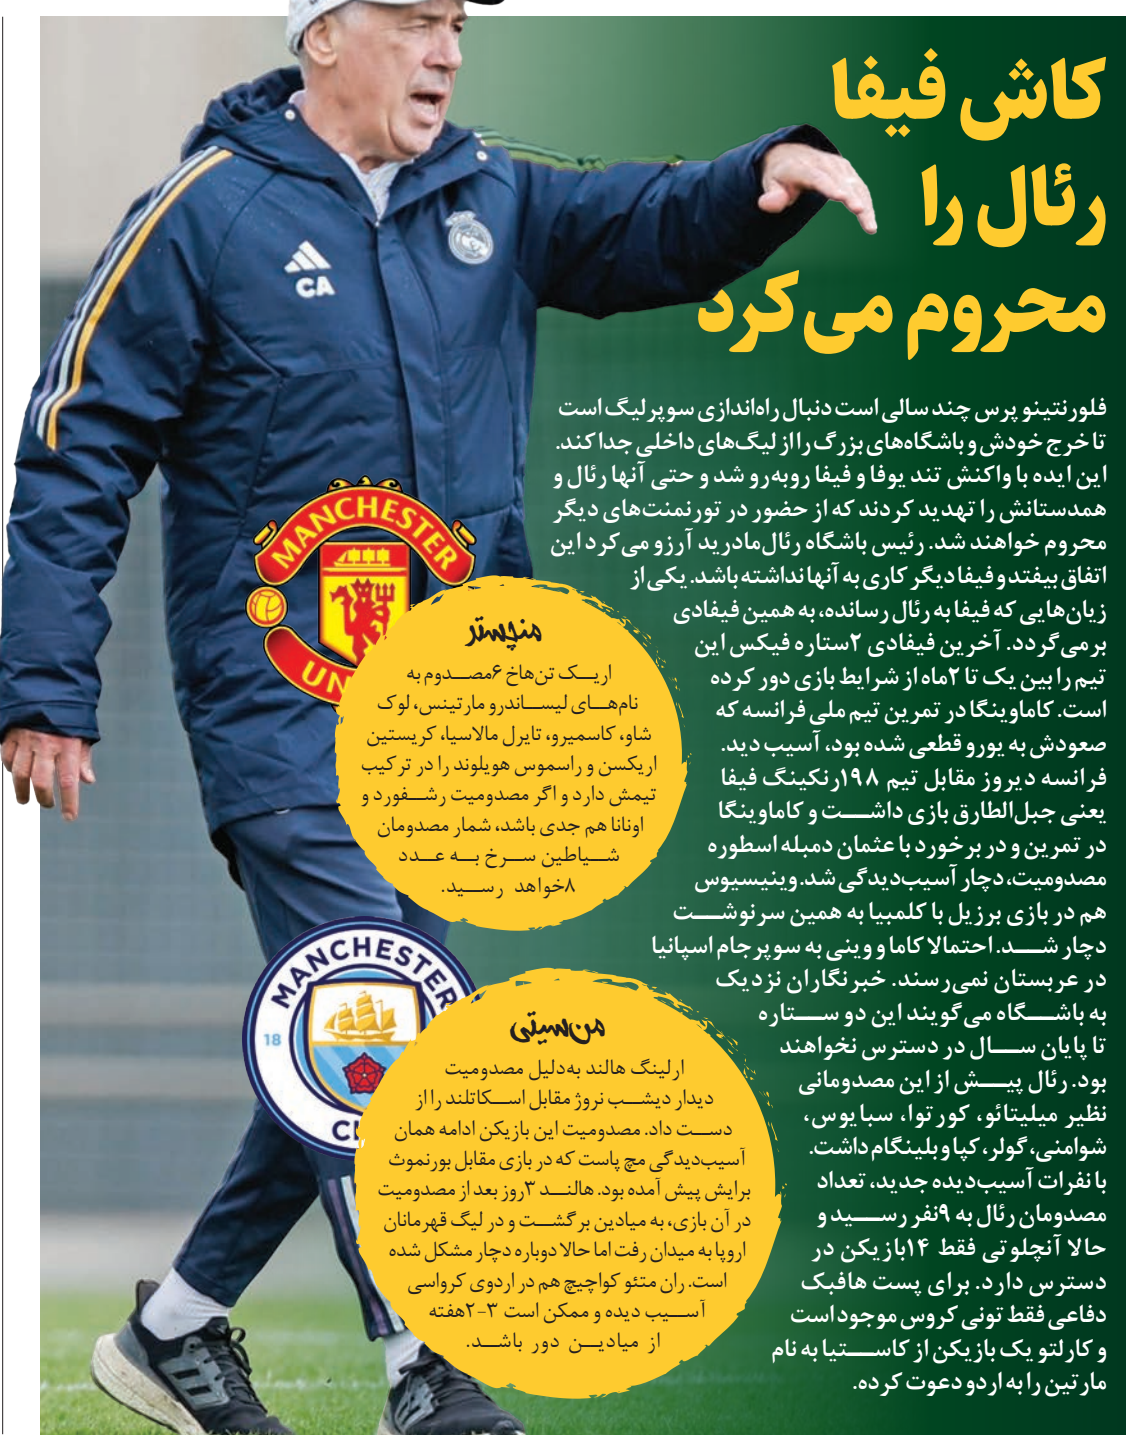 کاش فیفا
رئال را
محروم می‌کرد
فلورنتینو پرس چند سالی است دنبال راه‌اندازی سوپرلیگ است
تا خرج خودش و باشگاه‌های بزرگ را از لیگ‌های داخلی جدا کند.
این ایده با واکنش تند یوفا و فیفا روبه‌رو شد و حتی آنها رئال و
همدستانش را تهدید کردند که از حضور در تورنمنت‌های دیگر
محروم خواهند شد. رئیس باشگاه رئال‌مادرید آرزو می‌کرد این
اتفاق بیفتد و فیفا دیگر کاری به آنها نداشته باشد. یکی از
زیان‌هایی که فیفا به رئال رسانده، به همین فیفادی
برمی‌گردد. آخرین فیفادی ۲ستاره فیکس این
تیم را بین یک تا ۲ماه از شرایط بازی دور کرده
است. کاماوینگا در تمرین تیم ملی فرانسه که
صعودش به یورو قطعی شده بود، آسیب دید.
فرانسه دیروز مقابل تیم ۱۹۸رنکینگ فیفا
یعنی جبل‌الطارق بازی داشت و کاماوینگا
در تمرین و در برخورد با عثمان دمبله اسطوره
مصدومیت، دچار آسیب‌دیدگی شد. وینیسیوس
هم در بازی برزیل با کلمبیا به همین سرنوشت
دچار شد. احتمالا کاما و وینی به سوپرجام اسپانیا
در عربستان نمی‌رسند. خبرنگاران نزدیک
به باشگاه می‌گویند این دو ستاره
تا پایان سال در دسترس نخواهند
بود. رئال پیش از این مصدومانی
نظیر میلیتائو، کورتوا، سبایوس،
شوامنی، گولر، کپا و بلینگام داشت.
با نفرات آسیب‌دیده جدید، تعداد
مصدومان رئال به ۹نفر رسید و
حالا آنچلوتی فقط ۱۴بازیکن در
دسترس دارد. برای پست هافبک
دفاعی فقط تونی کروس موجود است
و کارلتو یک بازیکن از کاستیا به نام
مارتین را به اردو دعوت کرده.
منچستر
اریک تن‌هاخ ۶مصدوم به
نام‌های لیساندرو مارتینس، لوک
شاو، کاسمیرو، تایرل مالاسیا، کریستین
اریکسن و راسموس هویلوند را در ترکیب
تیمش دارد و اگر مصدومیت رشفورد و
اونانا هم جدی باشد، شمار مصدومان
شیاطین سرخ به عدد
۸خواهد رسید.
من‌سیتی
ارلینگ هالند به‌دلیل مصدومیت
دیدار دیشب نروژ مقابل اسکاتلند را از
دست داد. مصدومیت این بازیکن ادامه همان
آسیب‌دیدگی مچ پاست که در بازی مقابل بورنموث
برایش پیش آمده بود. هالند ۳روز بعد از مصدومیت
در آن بازی، به میادین برگشت و در لیگ قهرمانان
اروپا به میدان رفت اما حالا دوباره دچار مشکل شده
است. ران متئو کواچیچ هم در اردوی کرواسی
آسیب دیده و ممکن است ۳-۲هفته
از میادین دور باشد.
CA
MANCHESTER
UN
MANCHESTER
18
CI